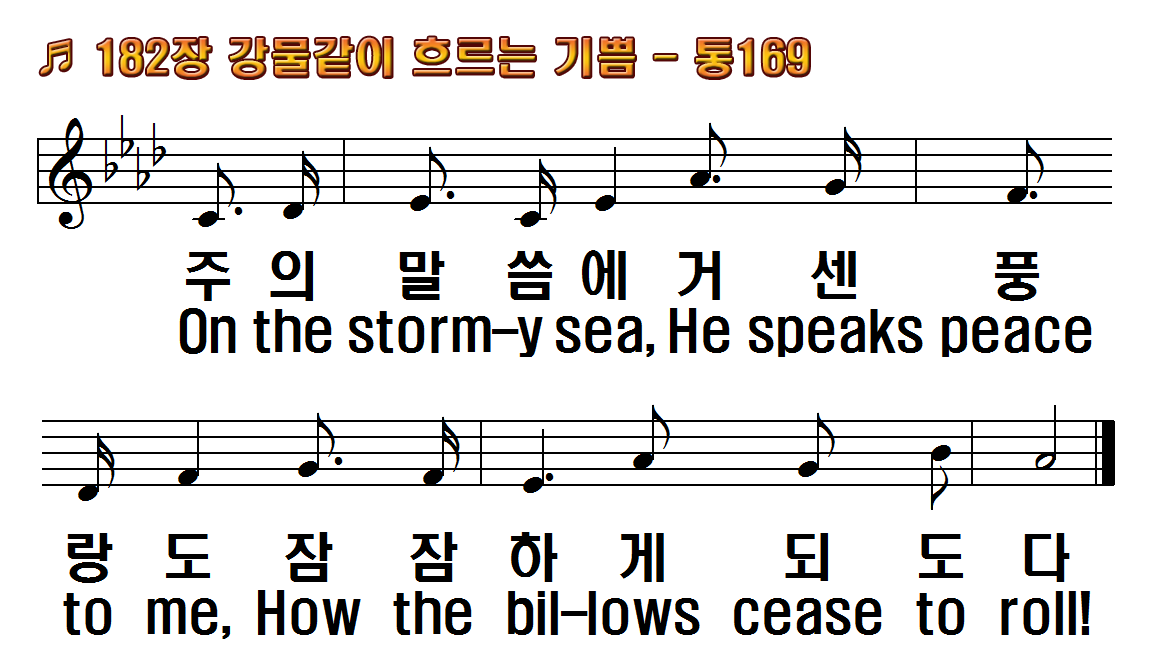 ♬ 182장 강물같이 흐르는 기쁨 - 통169
주 의 말 씀 에 거 센 풍
On the storm-y sea, He speaks peace
랑 도 잠 잠 하 게 되 도 다
to me, How the bil-lows cease to roll!